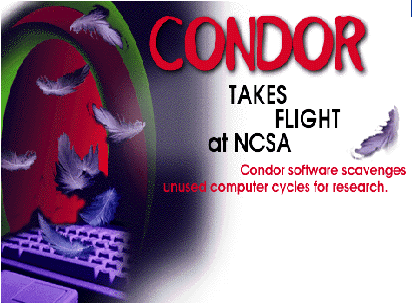 CONDOR
TAKES
FLIGHT
at NCSA
Condor software scavenges
unused computer cycles for research.